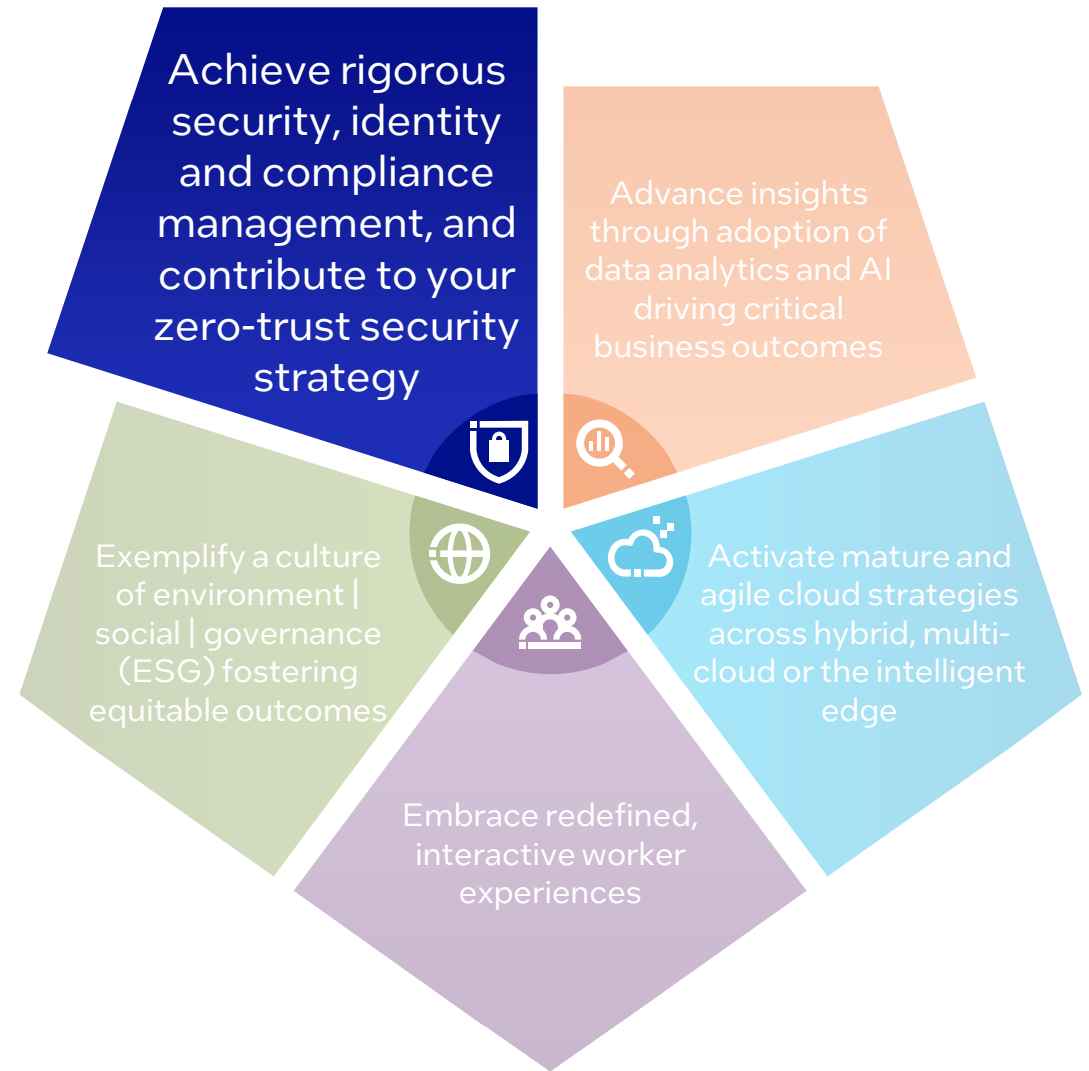 Achieve rigorous
security, identity
and compliance
management, and
contribute to your
zero-trust security
strategy
Advance insights
through adoption of
data analytics and AI
driving critical
business outcomes
Exemplify a culture
of environment |
social | governance
(ESG) fostering
equitable outcomes
Activate mature and
agile cloud strategies
across hybrid, multi-
cloud or the intelligent
edge
Embrace redefined,
interactive worker
experiences